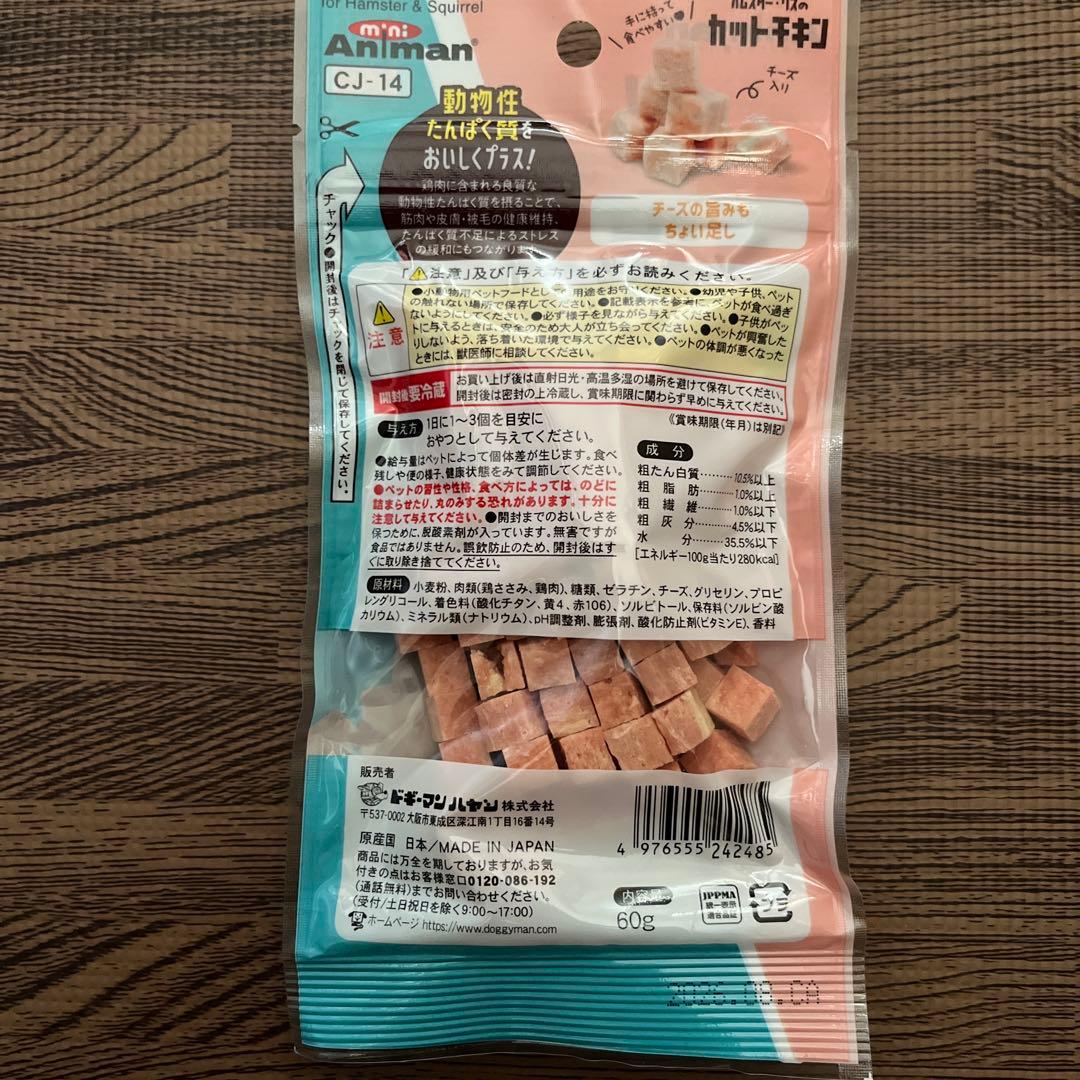 for Hamster & Squirrel
mini
Animan®
CJ-14
動物性
たんぱく質を
おいしくプラス!
鶏肉に含まれる良質な
動物性たんぱく質を摂ることで、
筋肉や皮膚・被毛の健康維持、
たんぱく質不足によるストレス
の緩和にもつながります。
手に持って
食べやすい
ハムスター・リスの
カットチキン
チーズ
入り
チーズの旨みも
ちょい足し
チャック
開封後はチャックを閉じて保存してください。
「⚠注意」及び「与え方」を必ずお読みください。
注意
●小動物用ペットフードとして用途をお守りください。●幼児や子供、ペット
の触れない場所で保存してください。●記載表示を参考に、ペットが食べ過ぎ
ないようにしてください。●必ず様子を見ながら与えてください。●子供がペッ
トに与えるときは、安全のため大人が立ち会ってください。●ペットが興奮した
りしないよう、落ち着いた環境で与えてください。●ペットの体調が悪くなった
ときには、獣医師に相談してください。
開封後要冷蔵
お買い上げ後は直射日光・高温多湿の場所を避けて保存してください。
開封後は密封の上冷蔵し、賞味期限に関わらず早めに与えてください。
《賞味期限(年月)は別記》
与え方
1日に1〜3個を目安に
おやつとして与えてください。
●給与量はペットによって個体差が生じます。食べ
残しや便の様子、健康状態をみて調節してください。
●ペットの習性や性格、食べ方によっては、のどに
詰まらせたり、丸のみする恐れがあります。十分に
注意して与えてください。●開封までのおいしさを
保つために、脱酸素剤が入っています。無害ですが
食品ではありません。誤飲防止のため、開封後はす
ぐに取り除き捨ててください。
成分
粗たん白質………10.5%以上
粗脂肪………1.0%以上
粗繊維………1.0%以下
粗灰分………4.5%以下
水分………35.5%以下
[エネルギー100g当たり280kcal]
原材料 小麦粉、肉類(鶏ささみ、鶏肉)、糖類、ゼラチン、チーズ、グリセリン、プロピ
レングリコール、着色料(酸化チタン、黄4、赤106)、ソルビトール、保存料(ソルビン酸
カリウム)、ミネラル類(ナトリウム)、pH調整剤、膨張剤、酸化防止剤(ビタミンE)、香料
販売者
ドギーマンハヤシ株式会社
〒537-0002 大阪市東成区深江南1丁目16番14号
原産国 日本/MADE IN JAPAN
商品には万全を期しておりますが、お気
付きの点はお客様窓口0120-086-192
(通話無料)までお問い合わせください。
(受付/土日祝日を除く9:00〜17:00)
ホームページ https://www.doggyman.com
4 976555 242485
内容量
60g
JPPMA
統一表示
適合品証
プラ
2026.08.CA